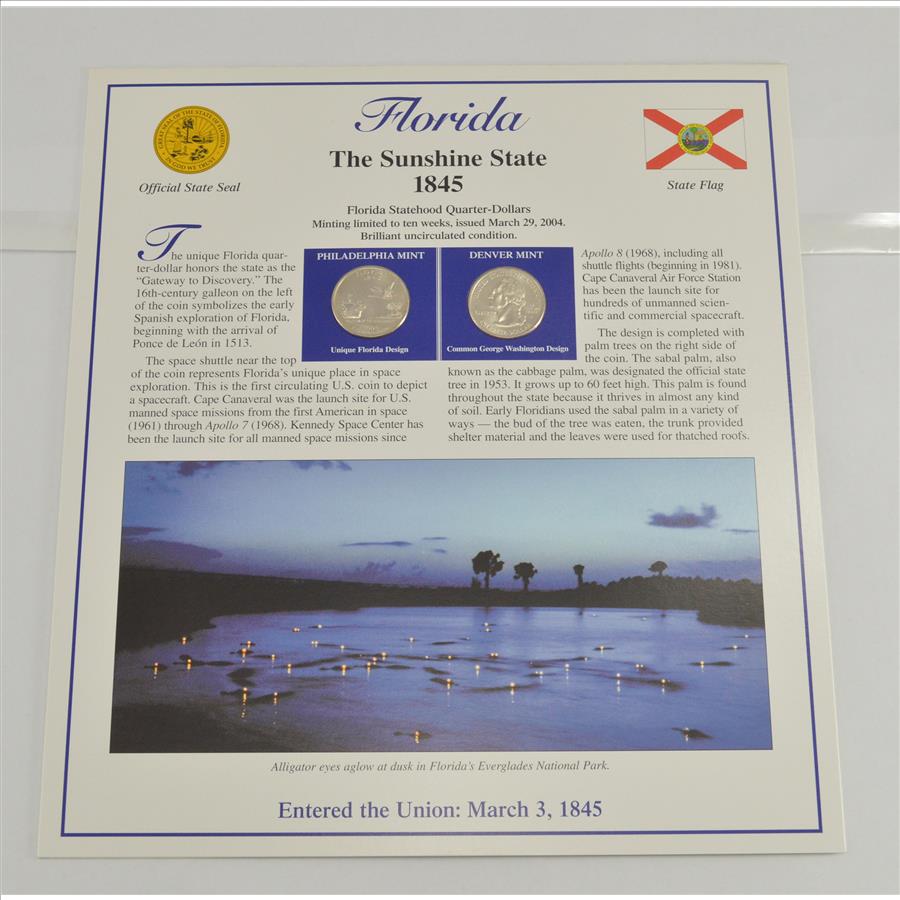 Florida
The Sunshine State
1845
Official State Seal
State Flag
Florida Statehood Quarter-Dollars
Minting limited to ten weeks, issued March 29, 2004.
Brilliant uncirculated condition.
The unique Florida quar-
ter-dollar honors the state as the
“Gateway to Discovery.” The
16th-century galleon on the left
of the coin symbolizes the early
Spanish exploration of Florida,
beginning with the arrival of
Ponce de León in 1513.
The space shuttle near the top
of the coin represents Florida's unique place in space
exploration. This is the first circulating U.S. coin to depict
a spacecraft. Cape Canaveral was the launch site for U.S.
manned space missions from the first American in space
(1961) through Apollo 7 (1968). Kennedy Space Center has
been the launch site for all manned space missions since
PHILADELPHIA MINT
Unique Florida Design
DENVER MINT
Common George Washington Design
Apollo 8 (1968), including all
shuttle flights (beginning in 1981).
Cape Canaveral Air Force Station
has been the launch site for
hundreds of unmanned scien-
tific and commercial spacecraft.
The design is completed with
palm trees on the right side of
the coin. The sabal palm, also
known as the cabbage palm, was designated the official state
tree in 1953. It grows up to 60 feet high. This palm is found
throughout the state because it thrives in almost any kind
of soil. Early Floridians used the sabal palm in a variety of
ways — the bud of the tree was eaten, the trunk provided
shelter material and the leaves were used for thatched roofs.
Alligator eyes aglow at dusk in Florida's Everglades National Park.
Entered the Union: March 3, 1845
GREAT SEAL OF THE STATE OF FLORIDA
IN GOD WE TRUST